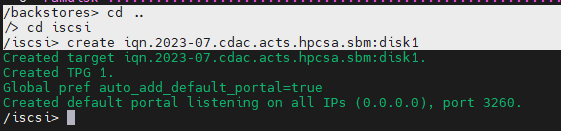 /backstores> cd ..
/> cd iscsi
/iscsi> create iqn.2023-07.cdac.acts.hpcsa.sbm:disk1
Created target iqn.2023-07.cdac.acts.hpcsa.sbm:disk1.
Created TPG 1.
Global pref auto_add_default_portal=true
Created default portal listening on all IPs (0.0.0.0), port 3260.
/iscsi>